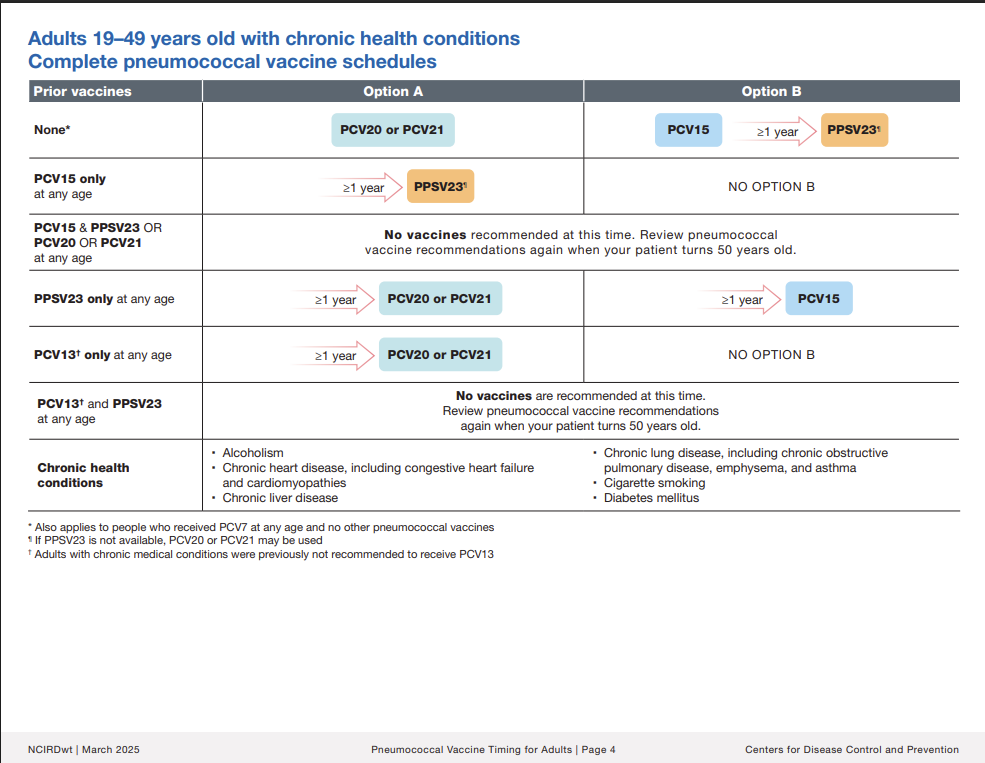 Adults 19–49 years old with chronic health conditions
Complete pneumococcal vaccine schedules
Prior vaccines
Option A
Option B
None*
PCV20 or PCV21
PCV15
≥1 year
PPSV23¶
PCV15 only
at any age
≥1 year
PPSV23¶
NO OPTION B
PCV15 & PPSV23 OR
PCV20 OR PCV21
at any age
No vaccines recommended at this time. Review pneumococcal
vaccine recommendations again when your patient turns 50 years old.
PPSV23 only at any age
≥1 year
PCV20 or PCV21
≥1 year
PCV15
PCV13† only at any age
≥1 year
PCV20 or PCV21
NO OPTION B
PCV13† and PPSV23
at any age
No vaccines are recommended at this time.
Review pneumococcal vaccine recommendations
again when your patient turns 50 years old.
Chronic health
conditions
• Alcoholism
• Chronic heart disease, including congestive heart failure
and cardiomyopathies
• Chronic liver disease
• Chronic lung disease, including chronic obstructive
pulmonary disease, emphysema, and asthma
• Cigarette smoking
• Diabetes mellitus
* Also applies to people who received PCV7 at any age and no other pneumococcal vaccines
¶ If PPSV23 is not available, PCV20 or PCV21 may be used
† Adults with chronic medical conditions were previously not recommended to receive PCV13
NCIRDwt | March 2025
Pneumococcal Vaccine Timing for Adults | Page 4
Centers for Disease Control and Prevention